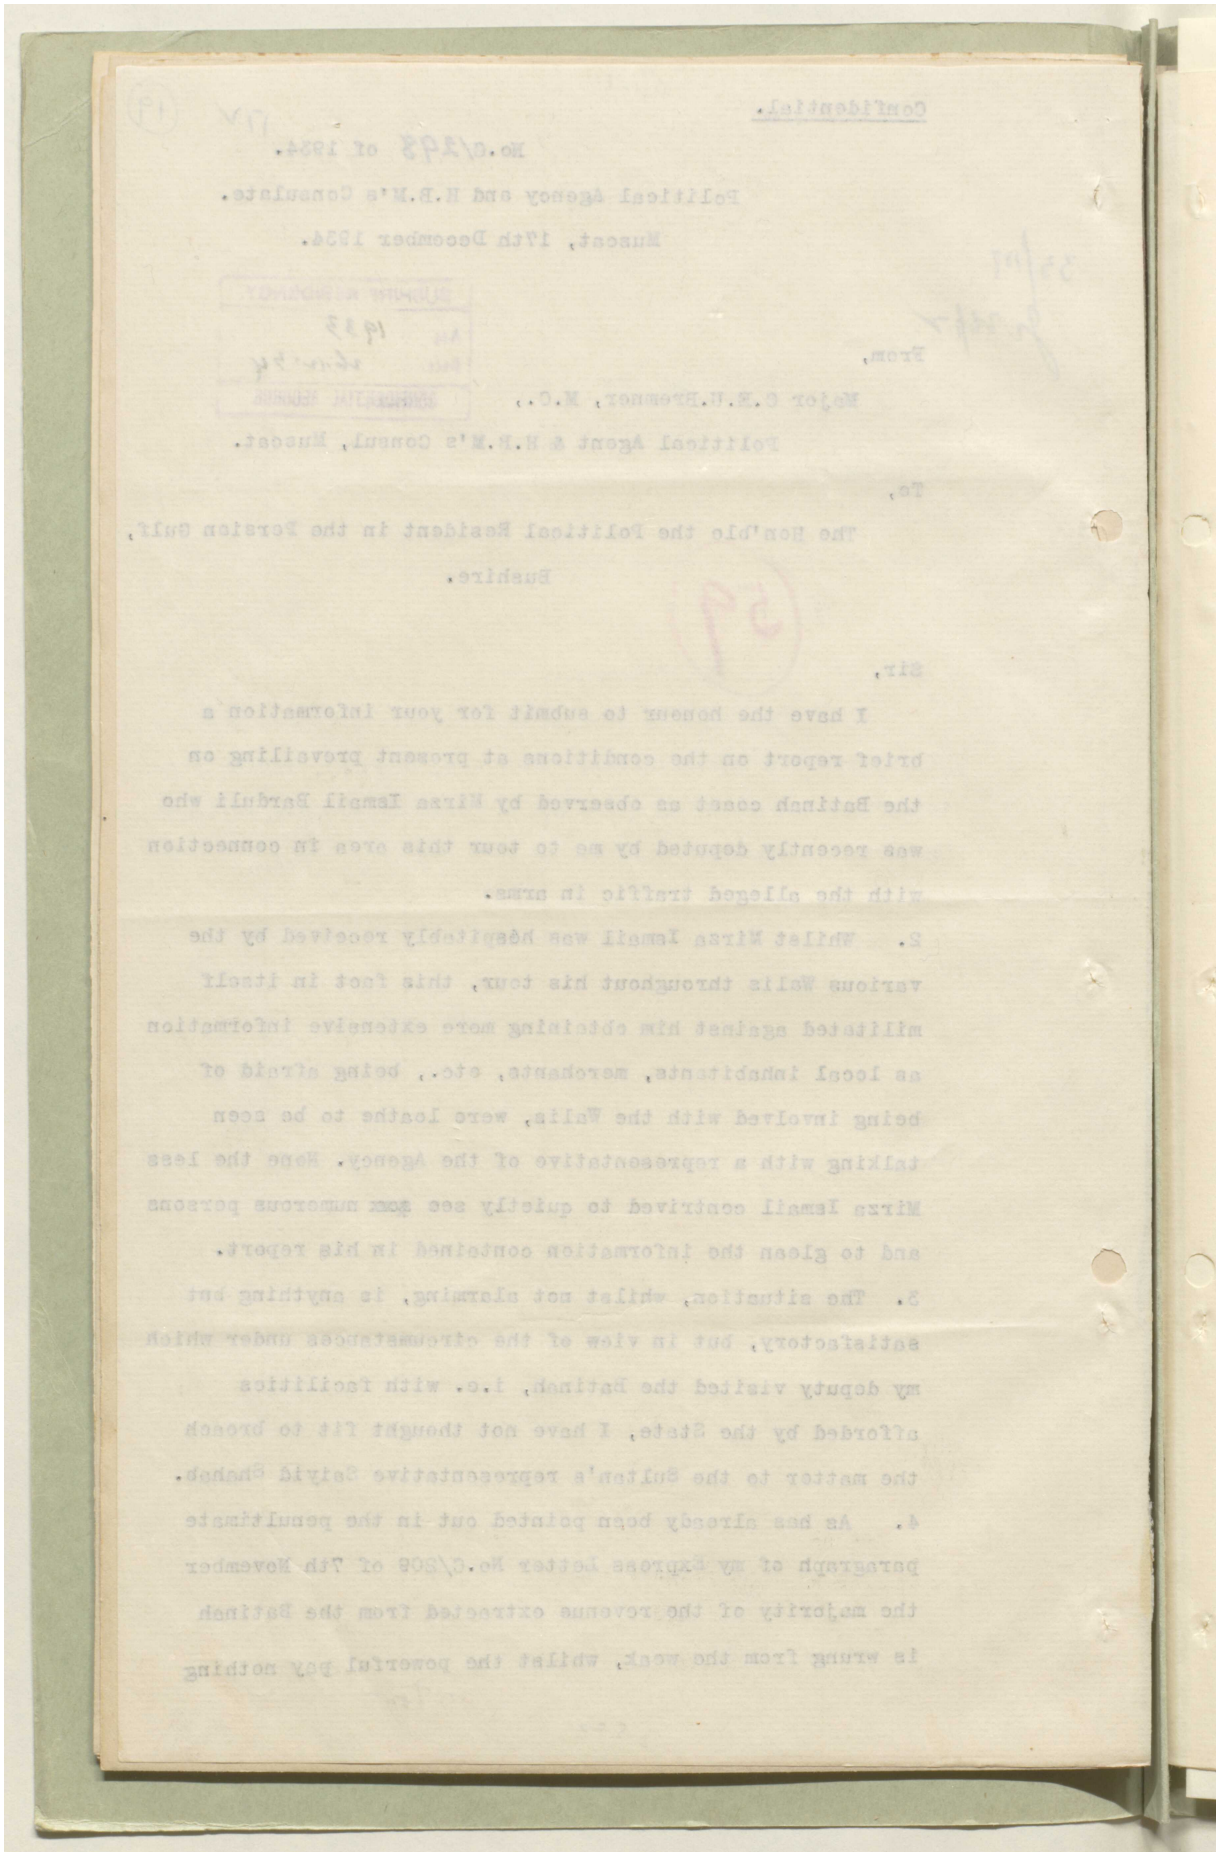 Confidential.
No.C/298 of 1934.
Political Agency and H.B.M's Consulate.
Muscat, 17th December 1934.
BUSHIRE RESIDENCY
1933
CONFIDENTIAL RECORDS
From,
Major C.E.U.Bremner, M.C.,
Political Agent & H.B.M's Consul, Muscat.
To,
The Hon'ble the Political Resident in the Persian Gulf,
Bushire.
59
Sir,
I have the honour to submit for your information a
brief report on the conditions at present prevailing on
the Batinah coast as observed by Mirza Ismail Barduli who
was recently deputed by me to tour this area in connection
with the alleged traffic in arms.
2. Whilst Mirza Ismail was hospitably received by the
various Walis throughout his tour, this fact in itself
militated against him obtaining more extensive information
as local inhabitants, merchants, etc., being afraid of
being involved with the Walis, were loathe to be seen
talking with a representative of the Agency. None the less
Mirza Ismail contrived to quietly see numerous persons
and to gleen the information contained in his report.
3. The situation, whilst not alarming, is anything but
satisfactory, but in view of the circumstances under which
my deputy visited the Batinah, i.e. with facilities
afforded by the State, I have not thought fit to broach
the matter to the Sultan's representative Saiyid Shahab.
4. As has already been pointed out in the penultimate
paragraph of my Express Letter No.C/209 of 7th November
the majority of the revenue extracted from the Batinah
is wrung from the weak, whilst the powerful pay nothing